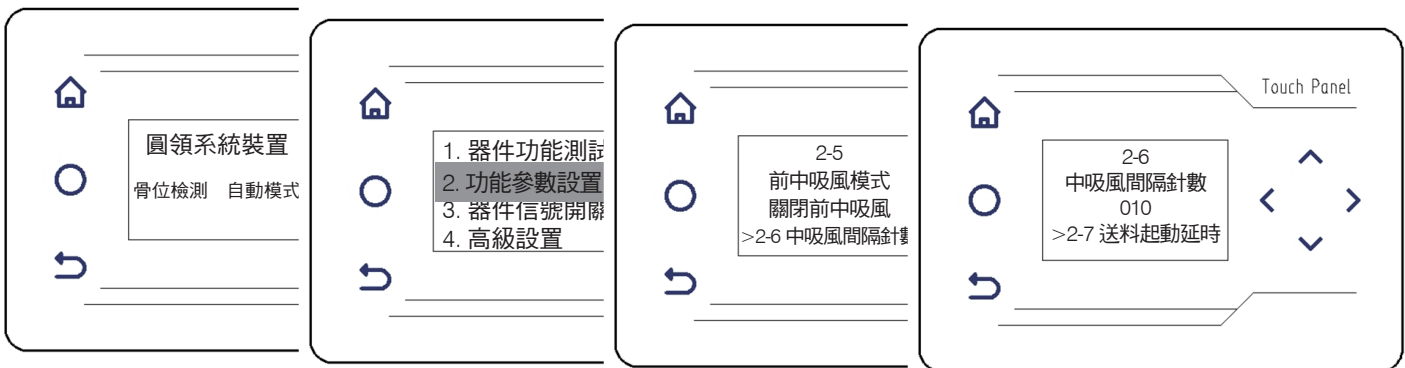 圓領系統裝置
骨位檢測 自動模式
1. 器件功能測試
2. 功能參數設置
3. 器件信號開關
4. 高級設置
2-5
前中吸風模式
關閉前中吸風
>2-6 中吸風間隔針數
Touch Panel
2-6
中吸風間隔針數
010
>2-7 送料起動延時